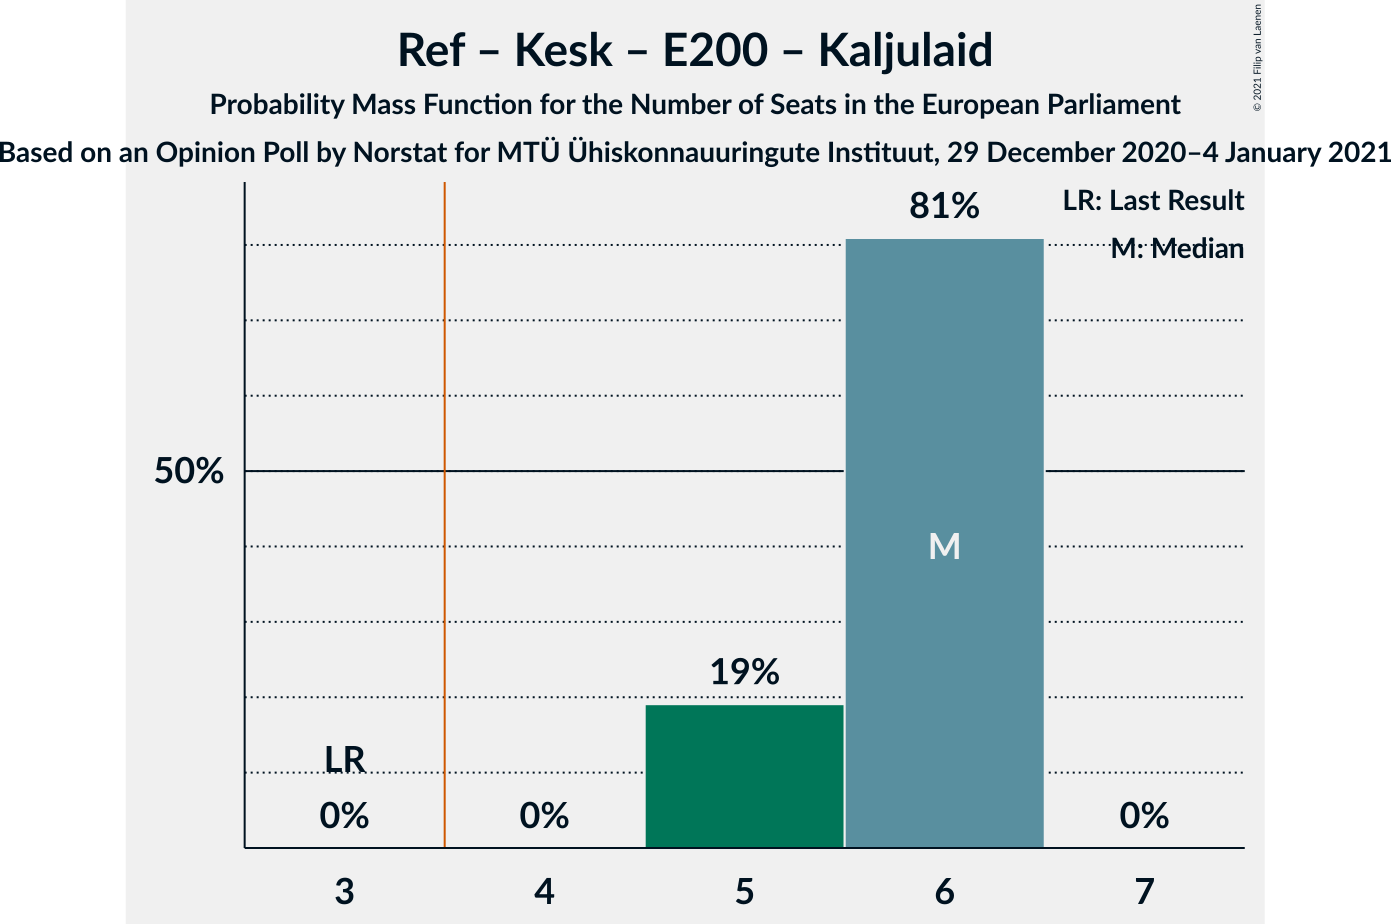 Ref – Kesk – E200 – Kaljulaid
Probability Mass Function for the Number of Seats in the European Parliament
Based on an Opinion Poll by Norstat for MTÜ Ühiskonnauuringute Instituut, 29 December 2020–4 January 2021
© 2021 Filip van Laenen
LR: Last Result
M: Median
81%
50%
M
19%
LR
0%
0%
0%
3
4
5
6
7